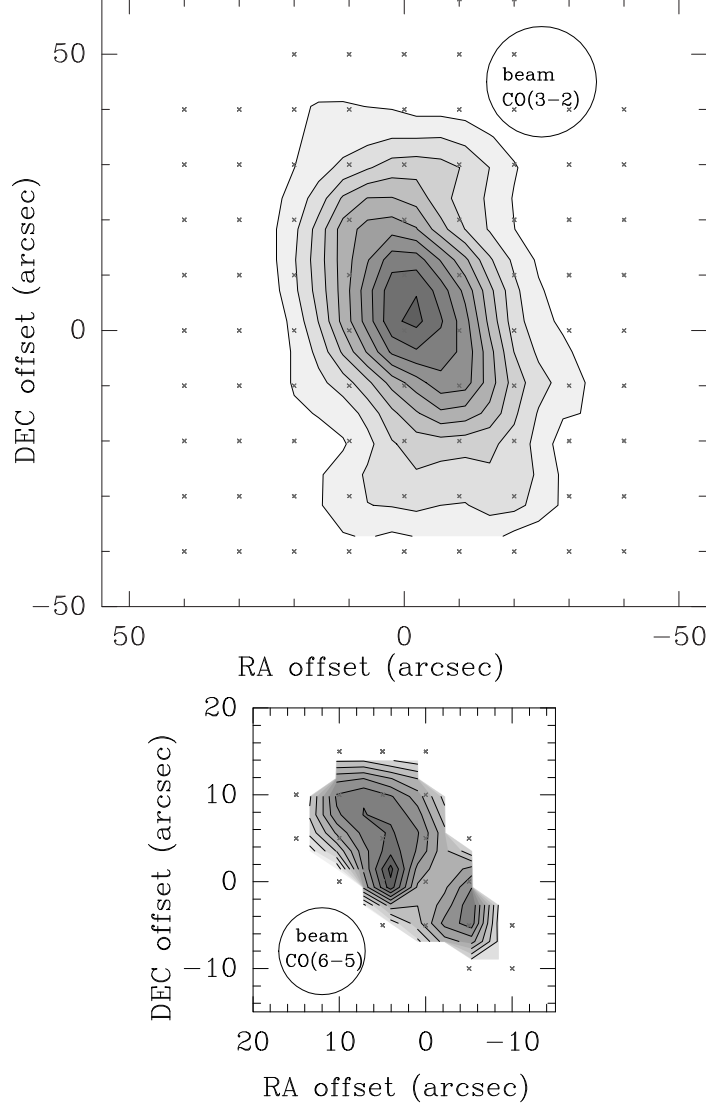 50
beam
CO(3−2)
DEC offset (arcsec)
0
−50
50 0 −50
RA offset (arcsec)
20
10
DEC offset (arcsec)
0
beam
CO(6−5)
−10
20 10 0 −10
RA offset (arcsec)